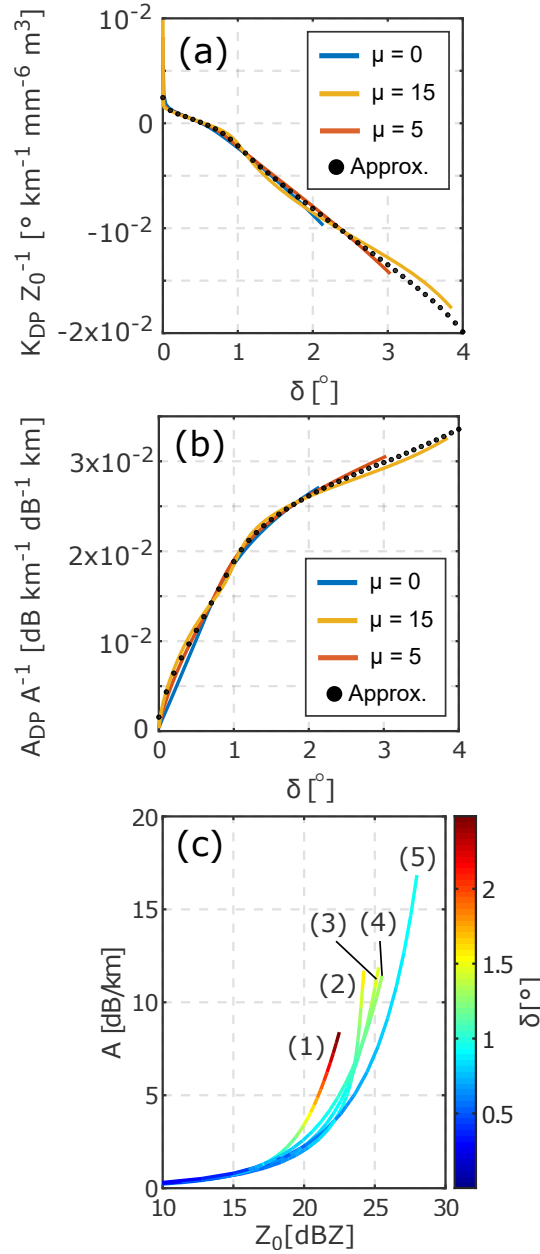 10⁻²
(a)
μ = 0
μ = 15
μ = 5
Approx.
0
-10⁻²
-2x10⁻²
K_DP Z₀⁻¹ [° km⁻¹ mm⁻⁶ m³]
0 1 2 3 4
δ [°]
(b)
3x10⁻²
2x10⁻²
10⁻²
0
μ = 0
μ = 15
μ = 5
Approx.
A_DP A⁻¹ [dB km⁻¹ dB⁻¹ km]
0 1 2 3 4
δ [°]
(c)
20
15
10
5
0
A [dB/km]
(1)
(2)
(3)
(4)
(5)
10 15 20 25 30
Z₀[dBZ]
2
1.5
1
0.5
δ[°]